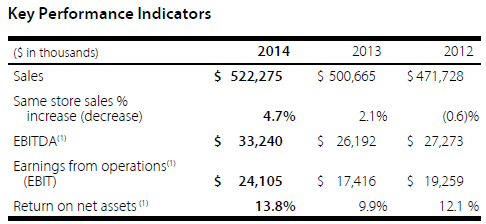 Key Performance Indicators
($ in thousands) 2014 2013 2012
Sales $ 522,275 $ 500,665 $ 471,728
Same store sales %
increase (decrease) 4.7% 2.1% (0.6)%
EBITDA(1) $ 33,240 $ 26,192 $ 27,273
Earnings from operations(1)
(EBIT) $ 24,105 $ 17,416 $ 19,259
Return on net assets (1) 13.8% 9.9% 12.1 %